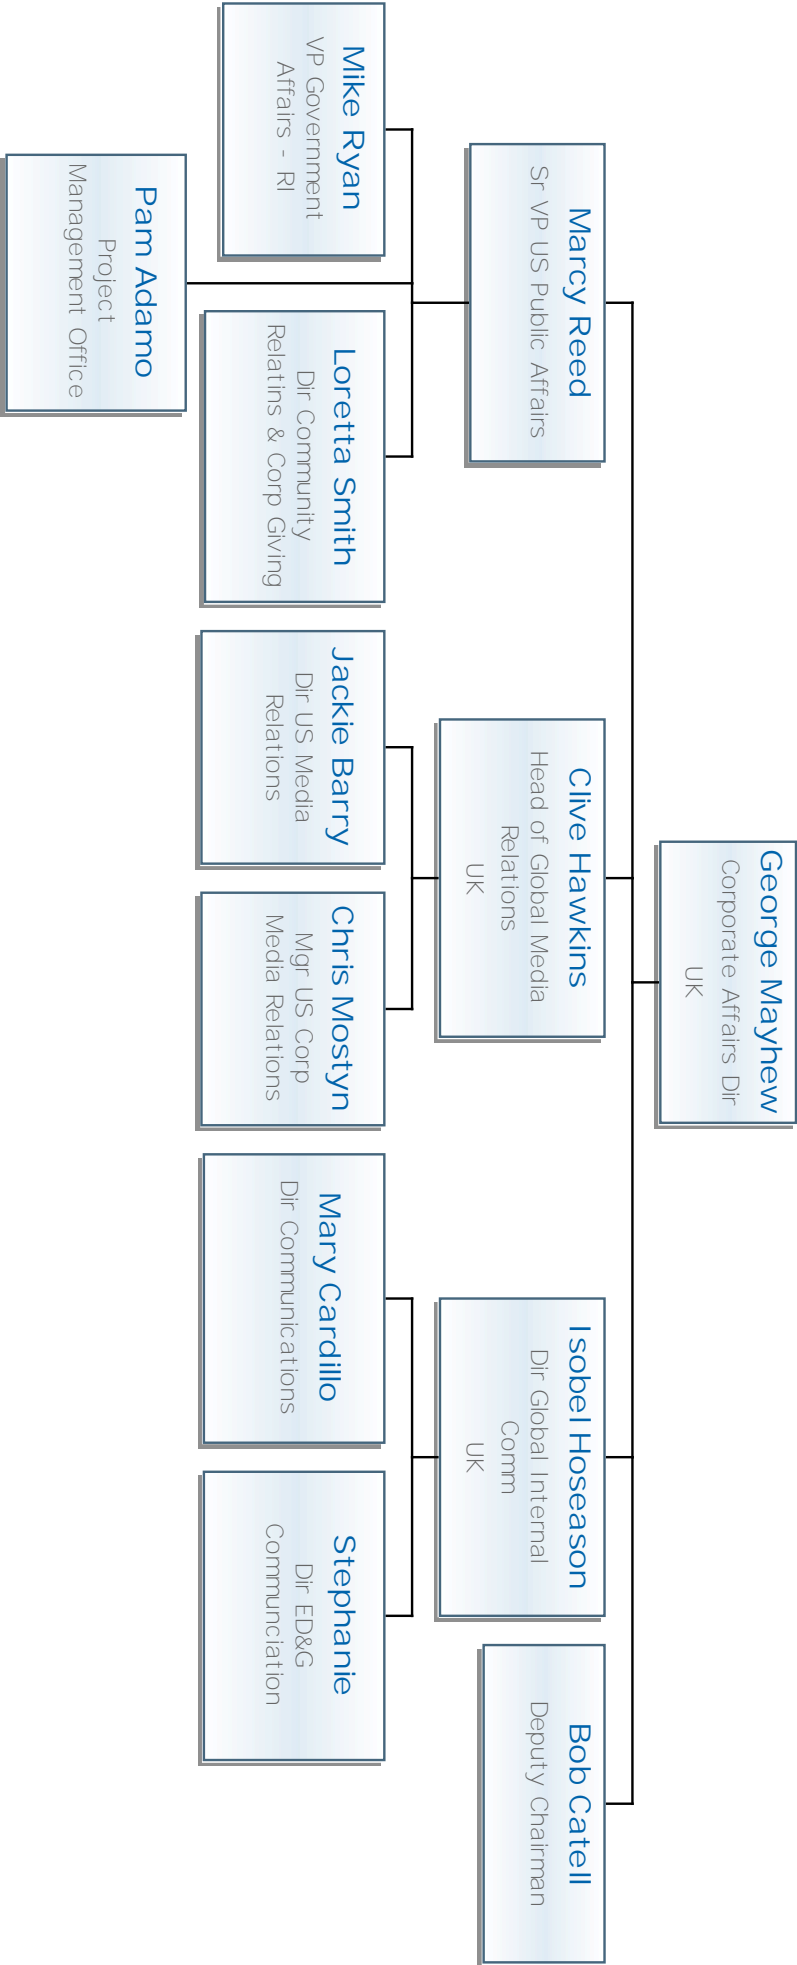 George Mayhew
Corporate Affairs Dir
UK
Marcy Reed
Sr VP US Public Affairs
Clive Hawkins
Head of Global Media
Relations
UK
Isobel Hoseason
Dir Global Internal
Comm
UK
Bob Catell
Deputy Chairman
Mike Ryan
VP Government
Affairs - RI
Loretta Smith
Dir Community
Relatins & Corp Giving
Jackie Barry
Dir US Media
Relations
Chris Mostyn
Mgr US Corp
Media Relations
Mary Cardillo
Dir Communications
Stephanie
Dir ED&G
Communciation
Pam Adamo
Project
Management Office